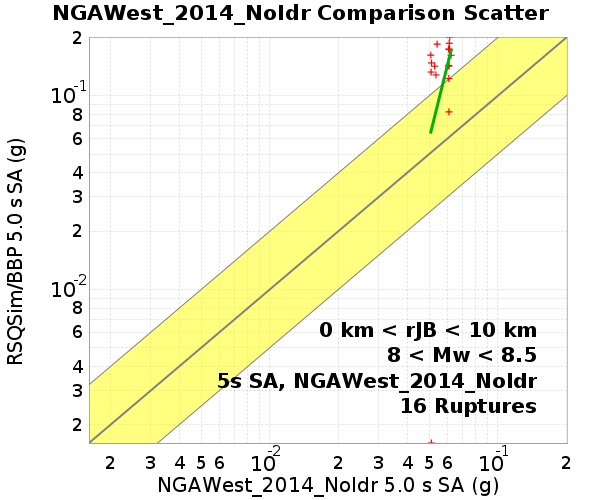 NGAWest_2014_NoIdr Comparison Scatter
2
10-1
8
6
4
3
2
10-2
8
6
4
3
2
RSQSim/BBP 5.0 s SA (g)
0 km < rJB < 10 km
8 < Mw < 8.5
5s SA, NGAWest_2014_NoIdr
16 Ruptures
2 3 4 5 6 10-2 2 3 4 5 6 10-1 2
NGAWest_2014_NoIdr 5.0 s SA (g)